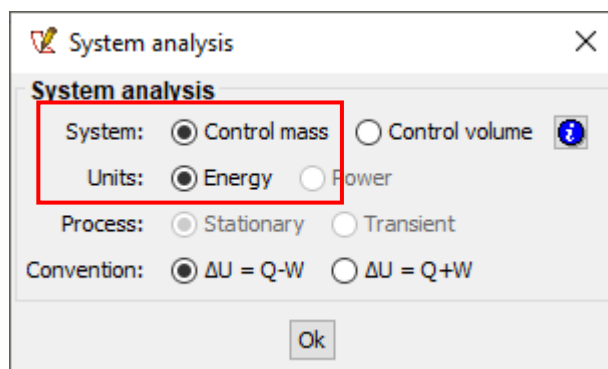 System analysis
System analysis
System: Control mass Control volume i
Units: Energy Power
Process: Stationary Transient
Convention: ΔU = Q-W ΔU = Q+W
Ok